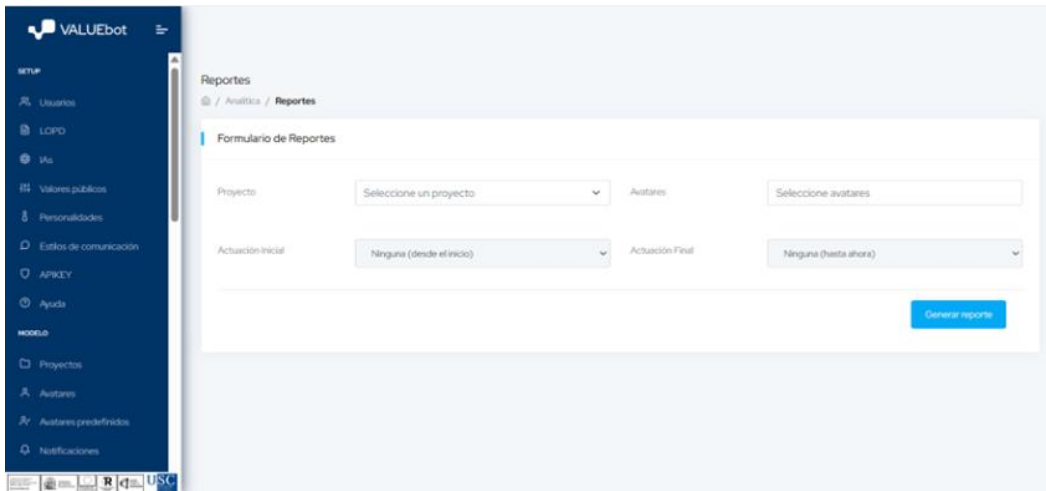 VALUEbot
SETUP
Usuarios
LOPD
IAs
Valores públicos
Personalidades
Estilos de comunicación
APIKEY
Ayuda
MODELO
Proyectos
Avatares
Avatares predefinidos
Notificaciones
USC
Reportes
/ Analítica / Reportes
Formulario de Reportes
Proyecto Seleccione un proyecto Avatares Seleccione avatares
Actuación Inicial Ninguna (desde el inicio) Actuación Final Ninguna (hasta ahora)
Generar reporte